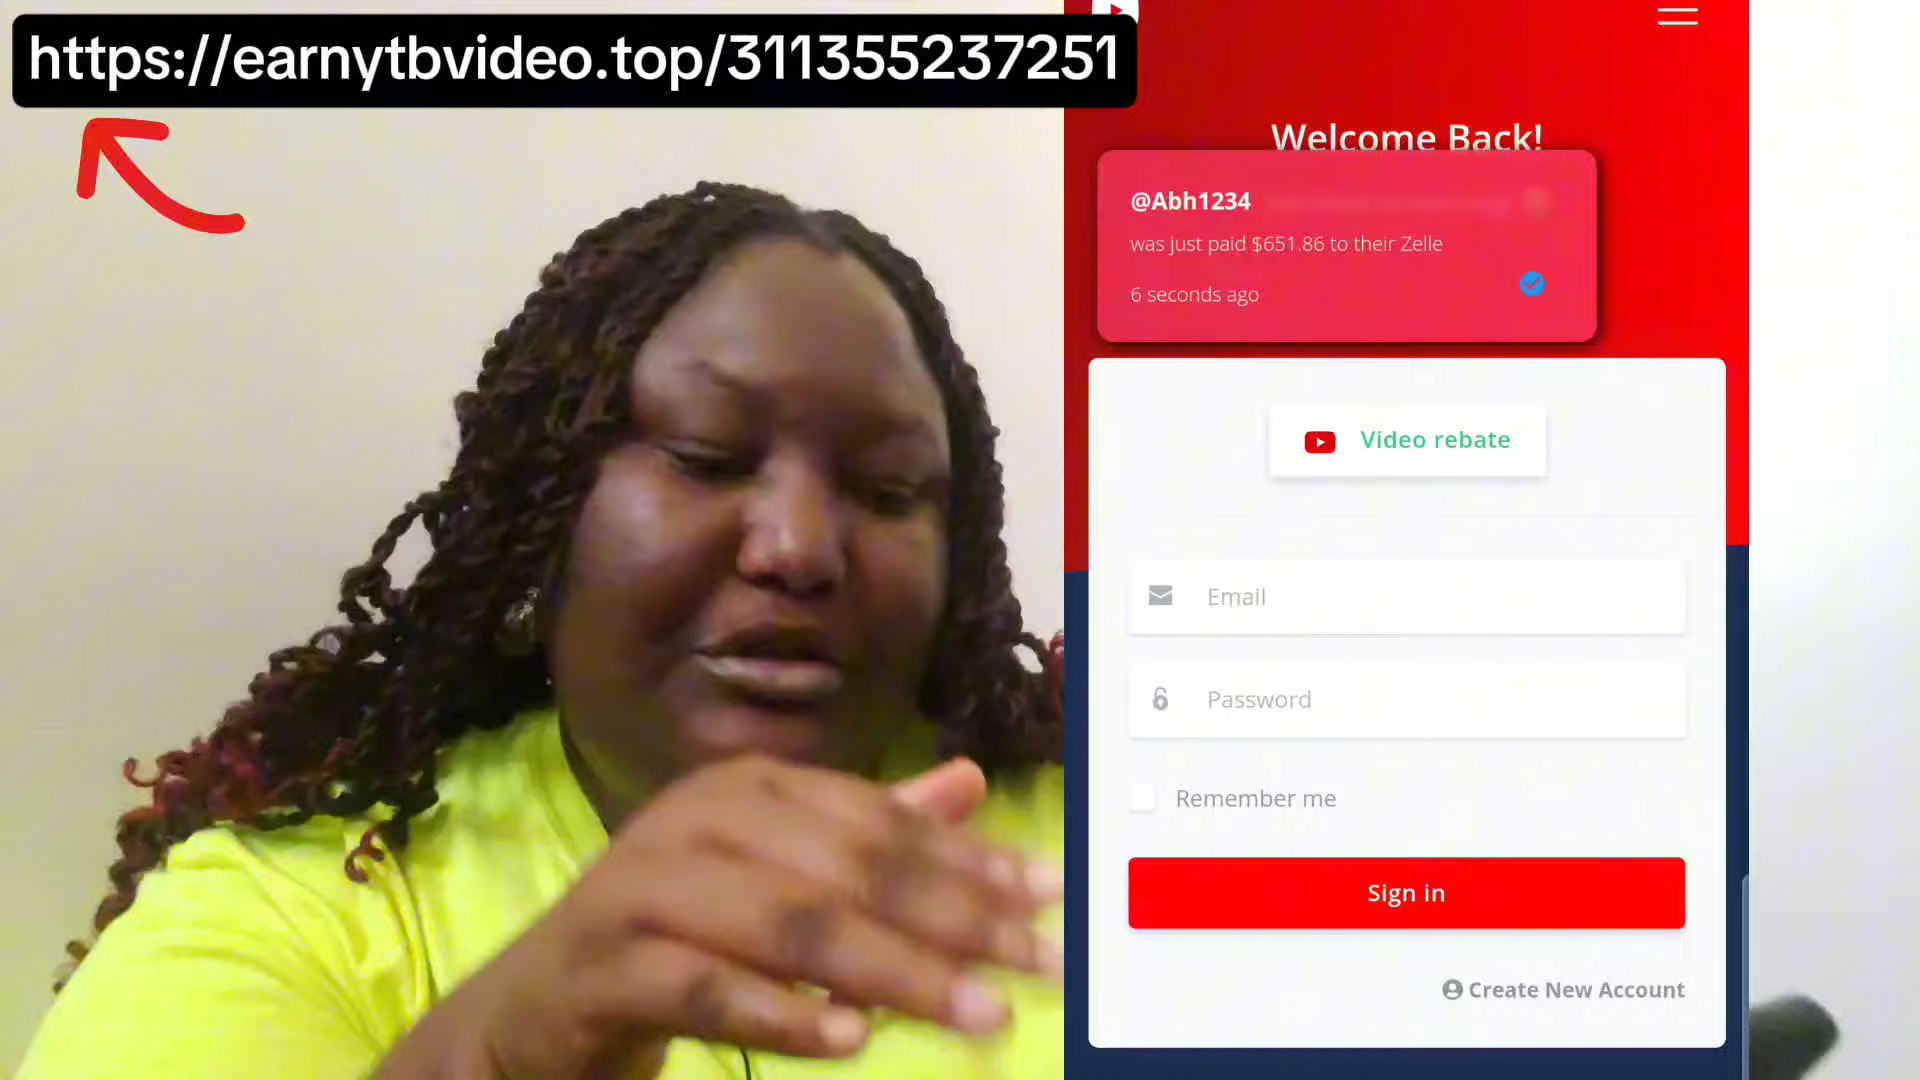 https://earnytbvideo.top/311355237251
Welcome Back!
@Abh1234
was just paid $651.86 to their Zelle
6 seconds ago
Video rebate
Email
Password
Remember me
Sign in
Create New Account